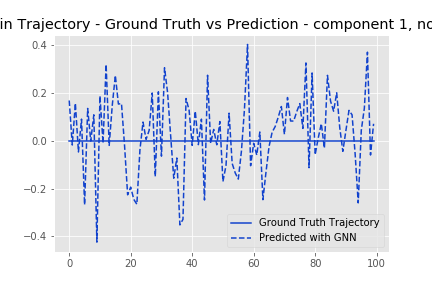 in Trajectory - Ground Truth vs Prediction - component 1, no
0.4
0.2
0.0
−0.2
−0.4
0 20 40 60 80 100
Ground Truth Trajectory
Predicted with GNN